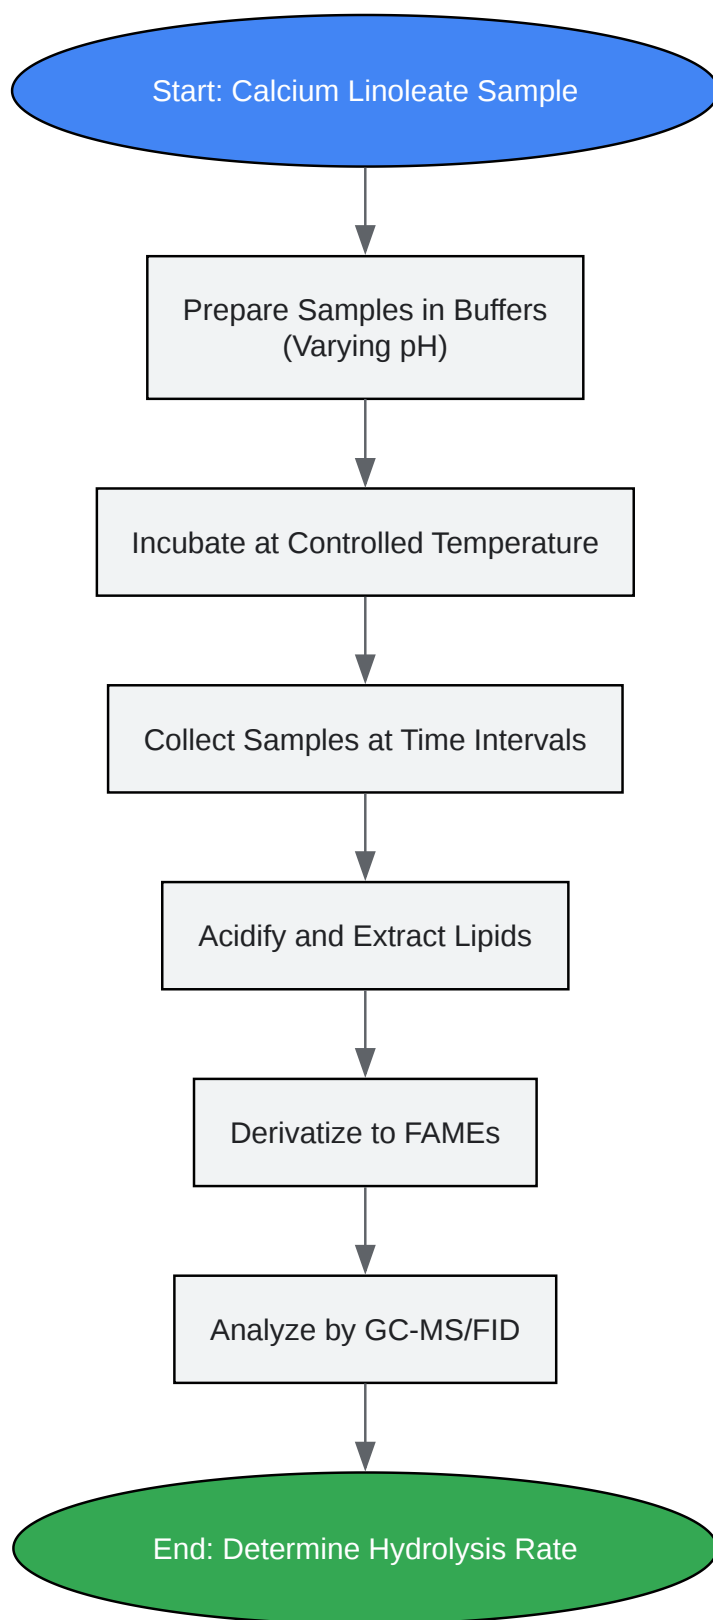 Start: Calcium Linoleate Sample
Prepare Samples in Buffers
(Varying pH)
Incubate at Controlled Temperature
Collect Samples at Time Intervals
Acidify and Extract Lipids
Derivatize to FAMEs
Analyze by GC-MS/FID
End: Determine Hydrolysis Rate